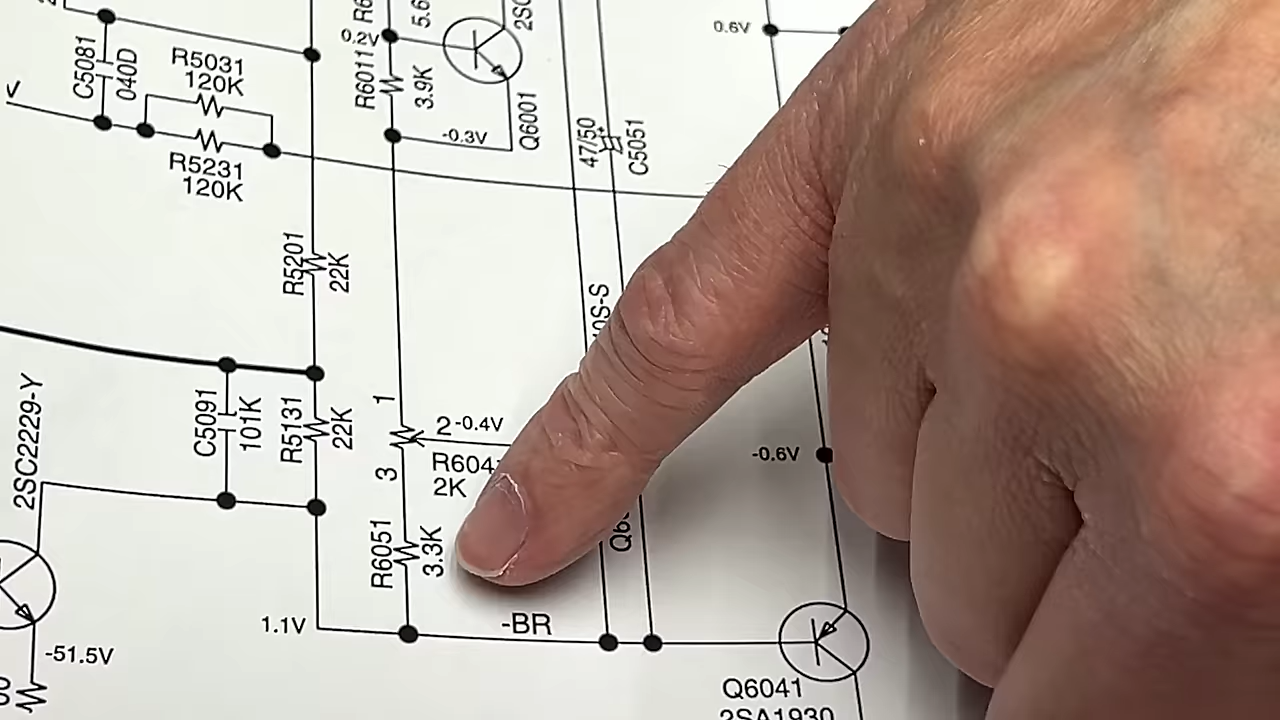 0.6V
C5081
040D
R5031
120K
R5231
120K
V
0.2V
R6011
3.9K
Q6001
-0.3V
47/50
+
C5051
R5201
22K
1
2
-0.4V
2K
3
-0.6V
2SC2229-Y
C5091
101K
R5131
22K
R6051
3.3K
1.1V
-BR
-51.5V
Q6041
2SA1930